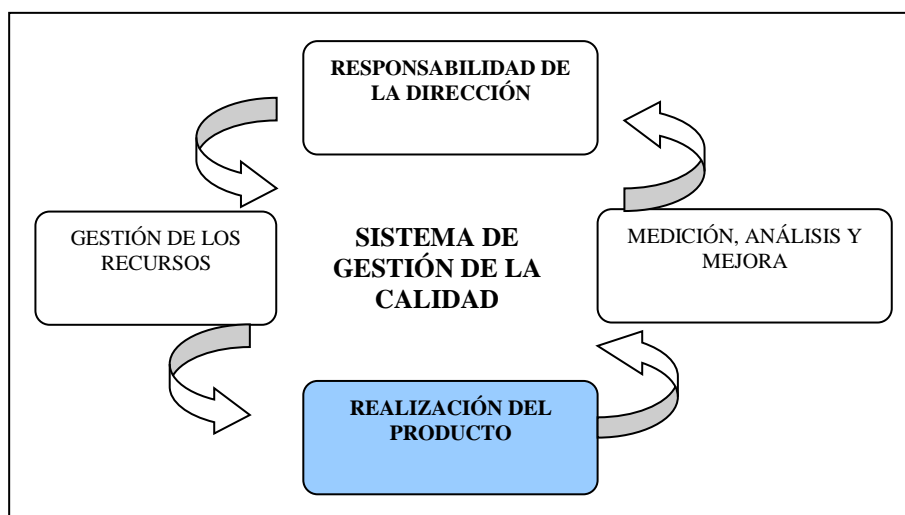 RESPONSABILIDAD DE
LA DIRECCIÓN
GESTIÓN DE LOS
RECURSOS
SISTEMA DE
GESTIÓN DE LA
CALIDAD
MEDICIÓN, ANÁLISIS Y
MEJORA
REALIZACIÓN DEL
PRODUCTO